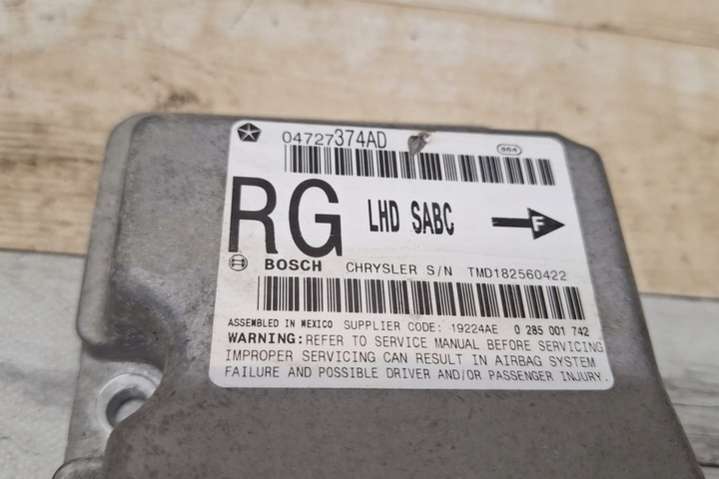 04727374AD
RG LHD SABC F
BOSCH CHRYSLER S/N TMD182560422
ASSEMBLED IN MEXICO SUPPLIER CODE: 19224AE 0 285 001 742
WARNING:REFER TO SERVICE MANUAL BEFORE SERVICING
IMPROPER SERVICING CAN RESULT IN AIRBAG SYSTEM
FAILURE AND POSSIBLE DRIVER AND/OR PASSENGER INJURY.